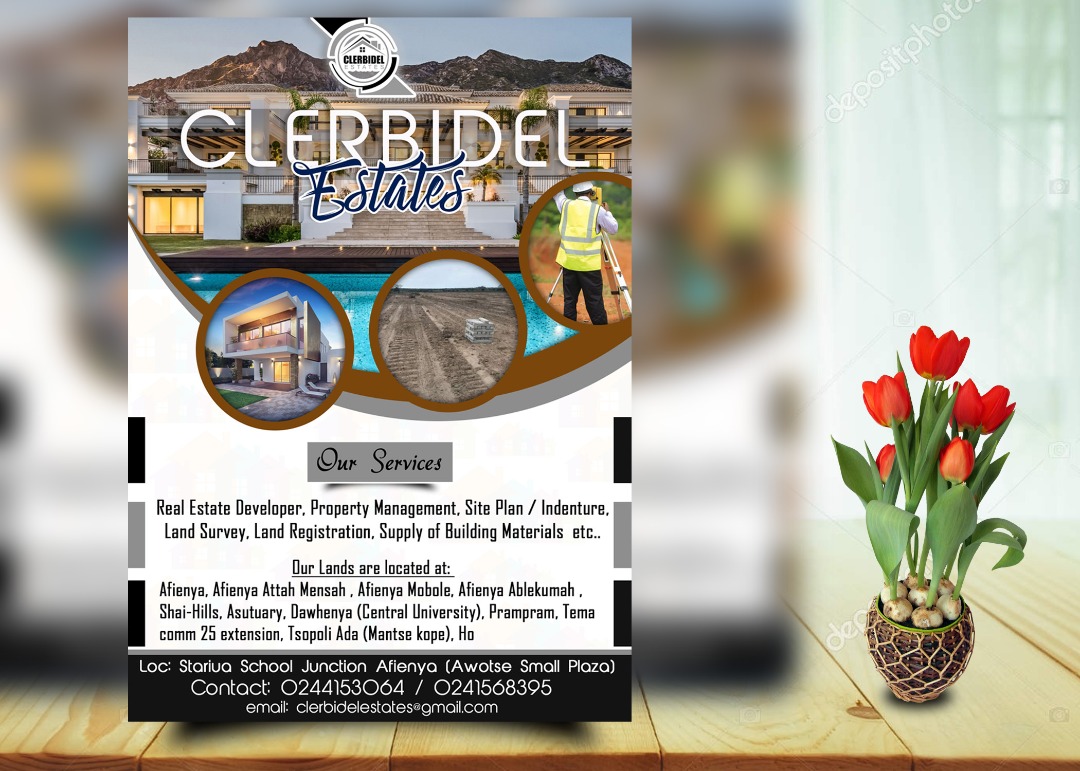 CLERBIDEL
ESTATES
CLERBIDEL
Estates
Our Services
Real Estate Developer, Property Management, Site Plan / Indenture,
Land Survey, Land Registration, Supply of Building Materials etc..
Our Lands are located at:
Afienya, Afienya Attah Mensah , Afienya Mobole, Afienya Ablekumah ,
Shai-Hills, Asutuary, Dawhenya (Central University), Prampram, Tema
comm 25 extension, Tsopoli Ada (Mantse kope), Ho
Loc: Stariva School Junction Afienya (Awotse Small Plaza)
Contact: 0244153064 / 0241568395
email: clerbidelestates@gmail.com
depositphotos